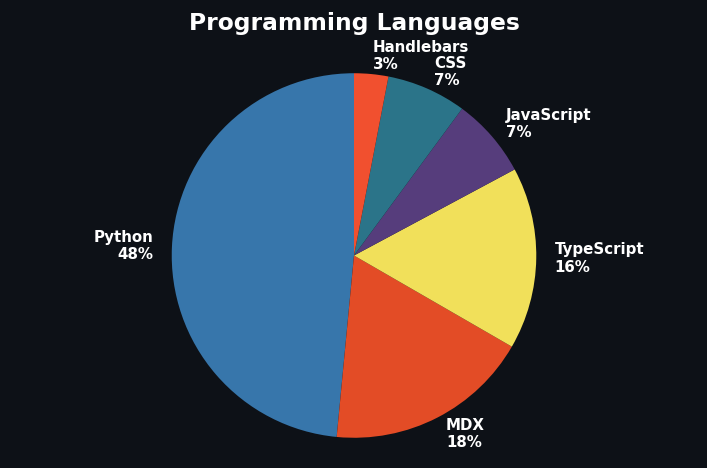 Programming Languages
Handlebars
3%
CSS
7%
JavaScript
7%
Python
48%
TypeScript
16%
MDX
18%